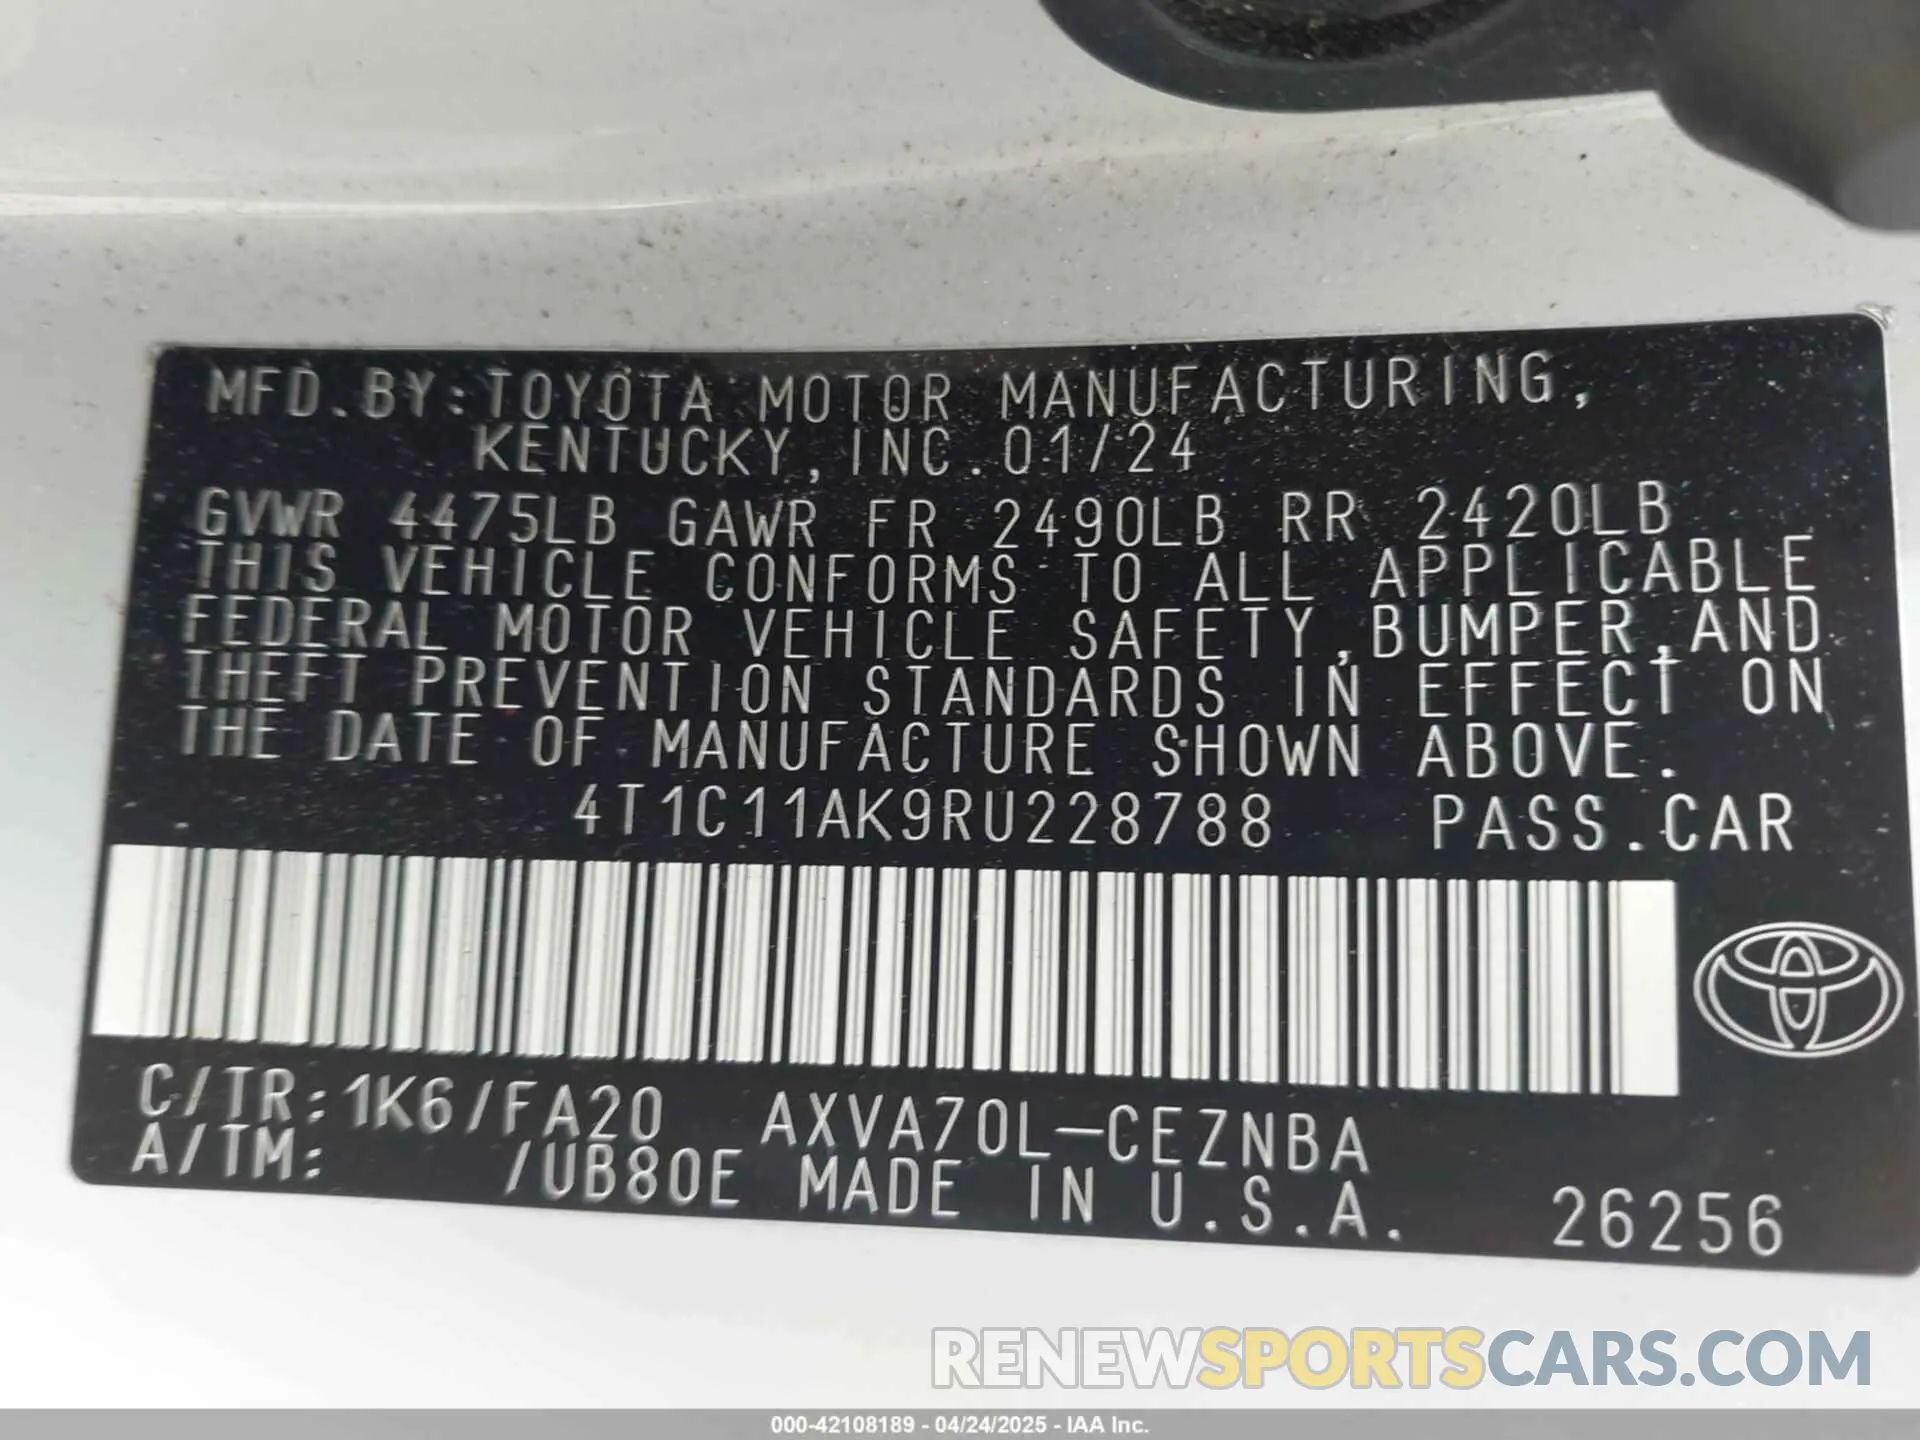 MFD.BY:TOYOTA MOTOR MANUFACTURING,
KENTUCKY,INC.01/24
GVWR 4475LB GAWR FR 2490LB RR 2420LB
THIS VEHICLE CONFORMS TO ALL APPLICABLE
FEDERAL MOTOR VEHICLE SAFETY,BUMPER,AND
THEFT PREVENTION STANDARDS IN EFFECT ON
THE DATE OF MANUFACTURE SHOWN ABOVE.
4T1C11AK9RU228788 PASS.CAR
C/TR:1K6/FA20 AXVA70L-CEZNBA
A/TM: /UB80E MADE IN U.S.A. 26256
RENEWSPORTSCARS.COM
000-42108189 - 04/24/2025 - IAA Inc.